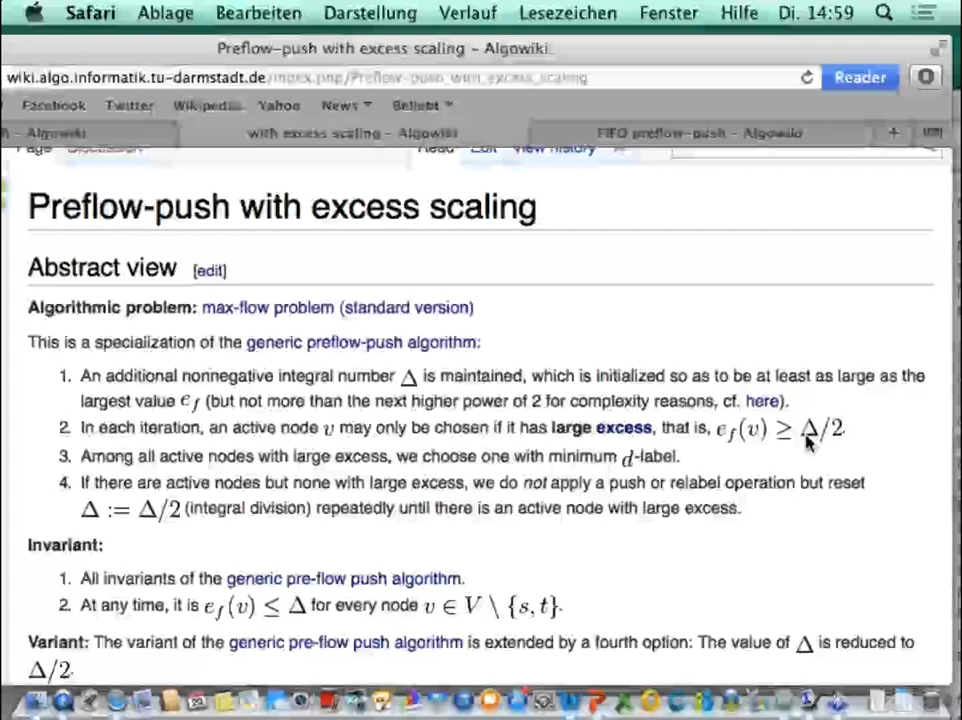 Safari Ablage Bearbeiten Darstellung Verlauf Lesezeichen Fenster Hilfe Di. 14:59
Preflow-push with excess scaling – Algowiki
wiki.algo.informatik.tu-darmstadt.de/index.php/Preflow-push_with_excess_scaling Reader
Facebook Twitter Yahoo News Beliebt
– Algowiki with excess scaling – Algowiki FIFO preflow-push – Algowiki +
Page Discussion Read Edit View history
Preflow-push with excess scaling
Abstract view [edit]
Algorithmic problem: max-flow problem (standard version)
This is a specialization of the generic preflow-push algorithm:
1. An additional nonnegative integral number Δ is maintained, which is initialized so as to be at least as large as the
largest value e_f (but not more than the next higher power of 2 for complexity reasons, cf. here).
2. In each iteration, an active node v may only be chosen if it has large excess, that is, e_f(v) ≥ Δ/2.
3. Among all active nodes with large excess, we choose one with minimum d-label.
4. If there are active nodes but none with large excess, we do not apply a push or relabel operation but reset
Δ := Δ/2 (integral division) repeatedly until there is an active node with large excess.
Invariant:
1. All invariants of the generic pre-flow push algorithm.
2. At any time, it is e_f(v) ≤ Δ for every node v ∈ V \ {s, t}.
Variant: The variant of the generic pre-flow push algorithm is extended by a fourth option: The value of Δ is reduced to
Δ/2.